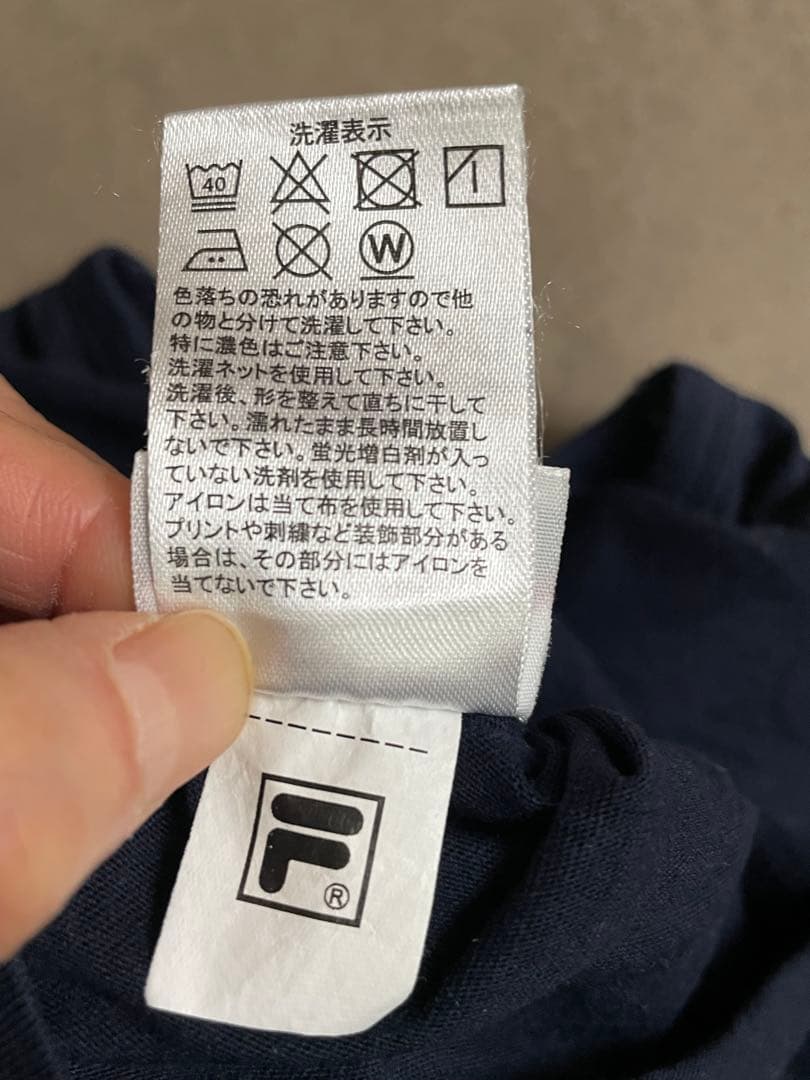 洗濯表示
40
W
色落ちの恐れがありますので他
の物と分けて洗濯して下さい。
特に濃色はご注意下さい。
洗濯ネットを使用して下さい。
洗濯後、形を整えて直ちに干して
下さい。濡れたまま長時間放置し
ないで下さい。蛍光増白剤が入っ
ていない洗剤を使用して下さい。
アイロンは当て布を使用して下さい。
プリントや刺繍など装飾部分がある
場合は、その部分にはアイロンを
当てないで下さい。
F
®